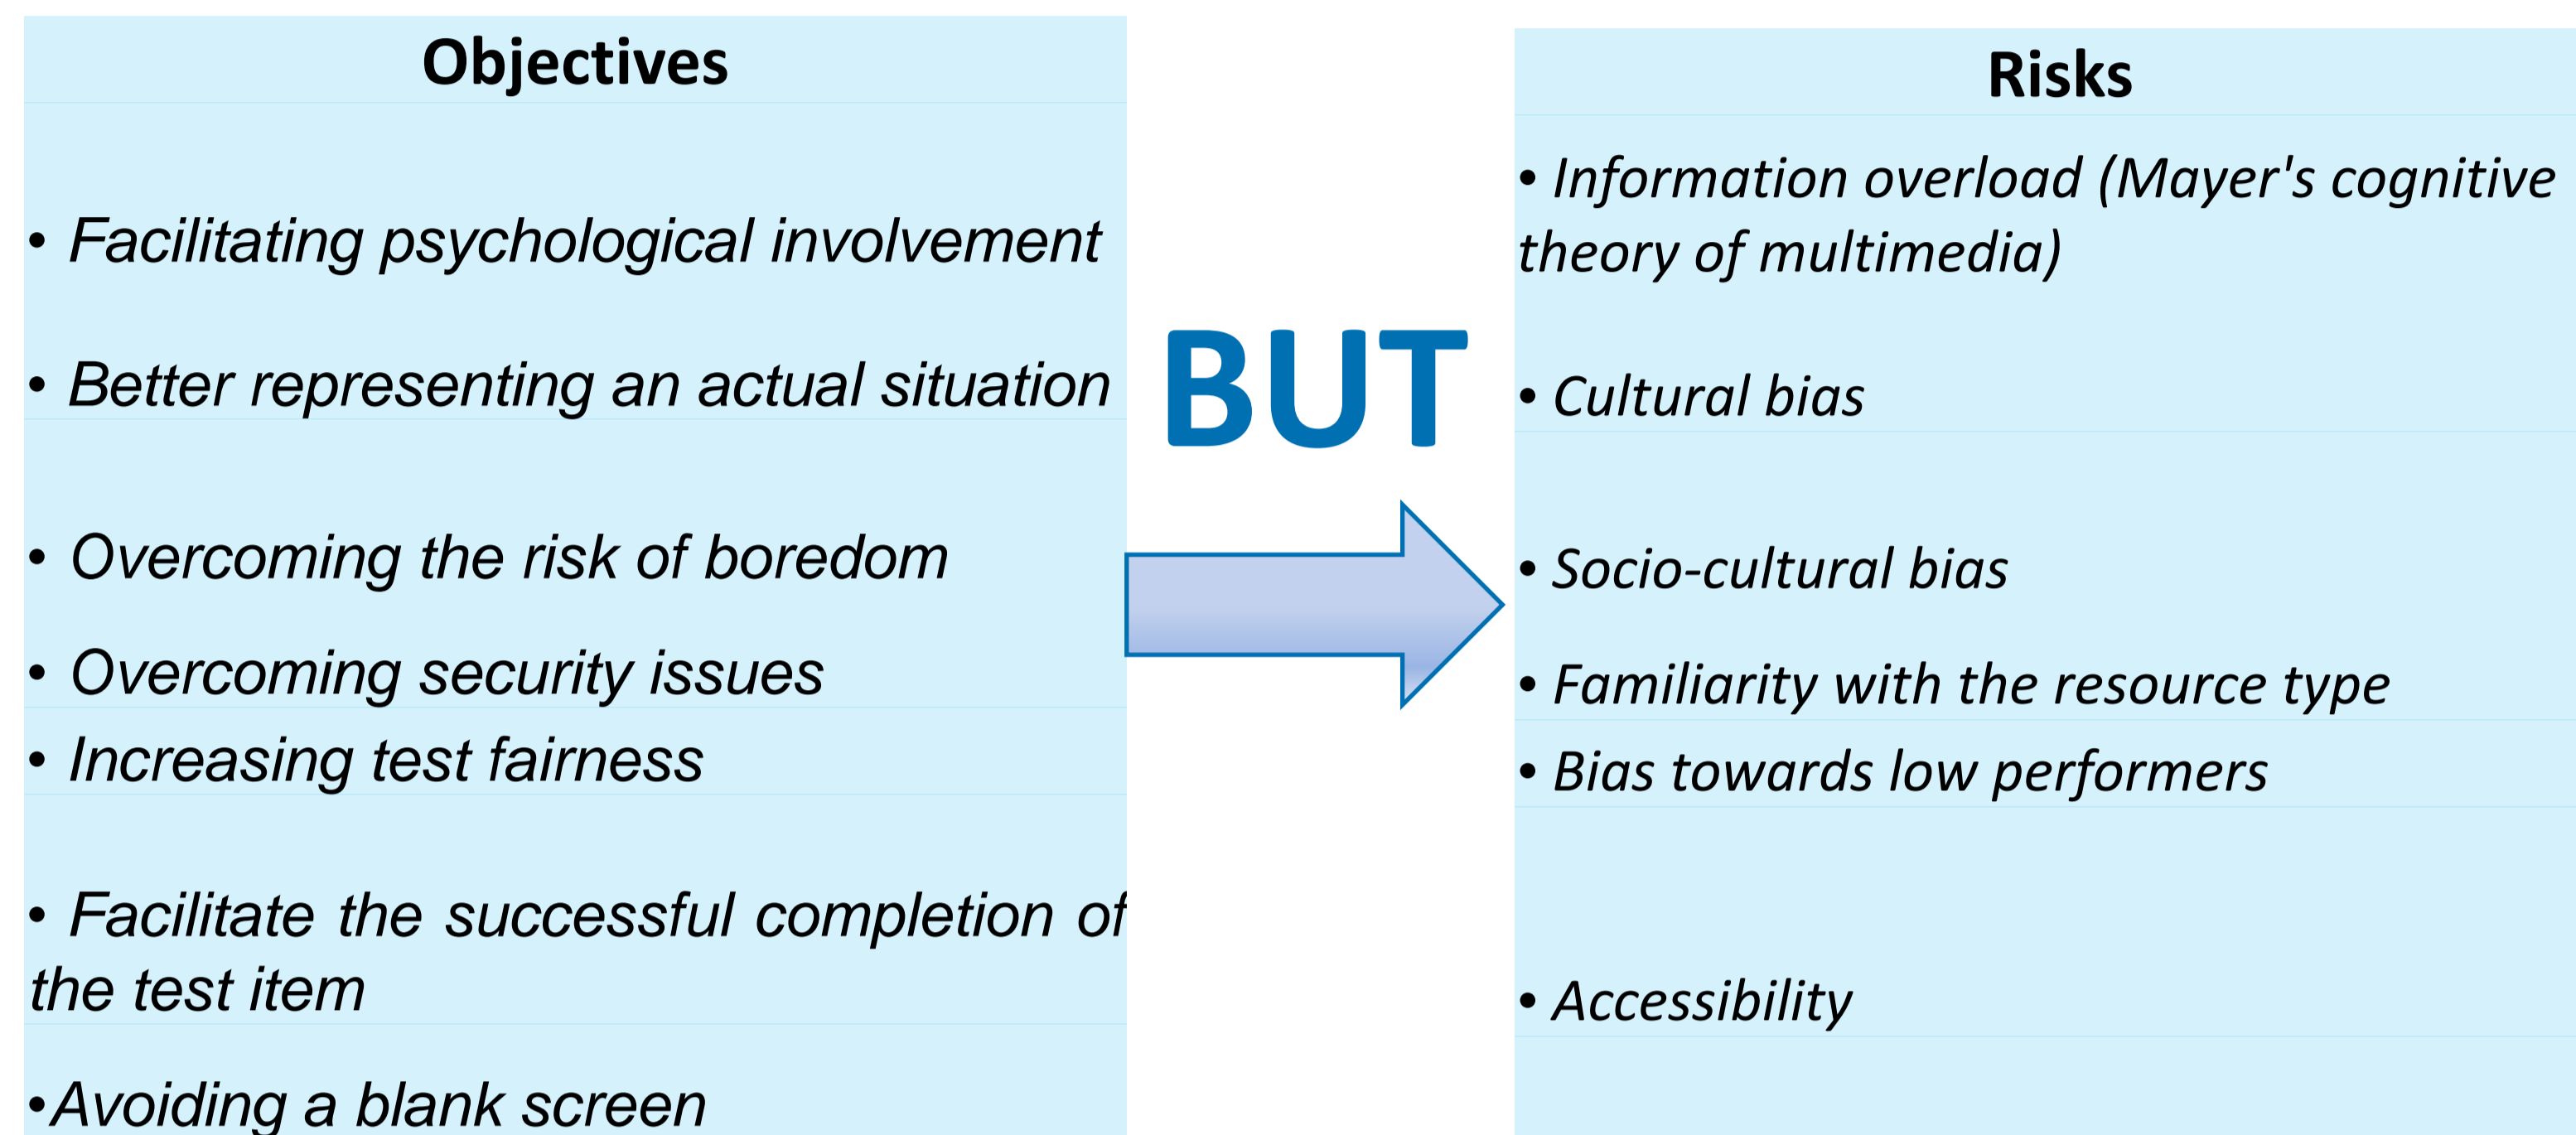 Objectives
• Facilitating psychological involvement
• Better representing an actual situation
• Overcoming the risk of boredom
• Overcoming security issues
• Increasing test fairness
• Facilitate the successful completion of
the test item
•Avoiding a blank screen
BUT
Risks
• Information overload (Mayer's cognitive
theory of multimedia)
• Cultural bias
• Socio-cultural bias
• Familiarity with the resource type
• Bias towards low performers
• Accessibility